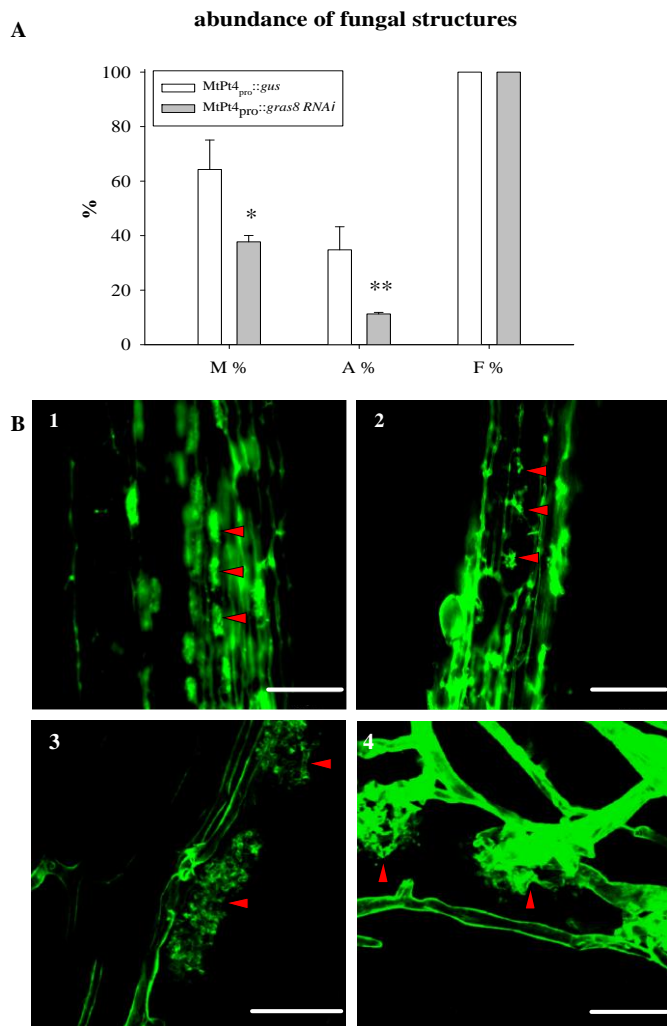 abundance of fungal structures
A
100
80
60
40
20
0
%
MtPt4pro::gus
MtPt4pro::gras8 RNAi
*
**
M %
A %
F %
B
1
2
3
4